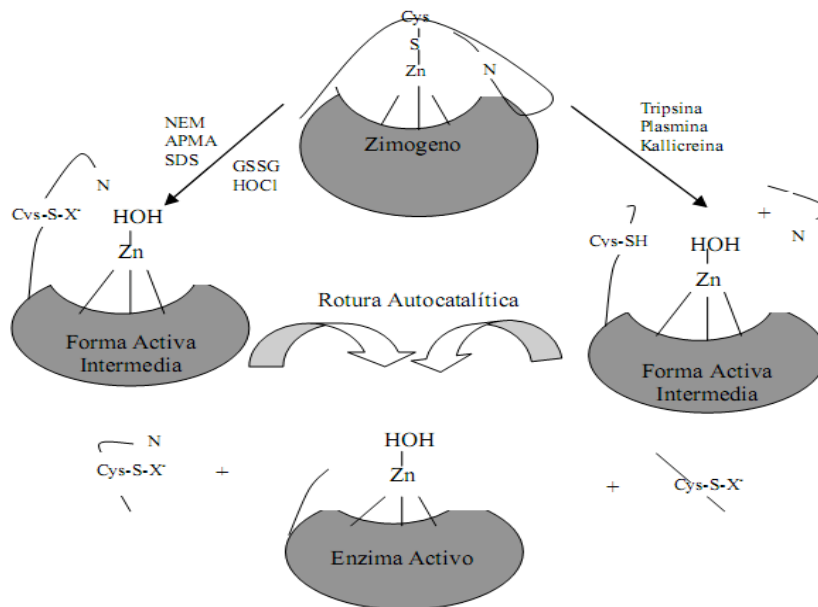 Cys
S
Zn
N
Zimogeno
NEM
APMA
SDS
GSSG
HOCl
Tripsina
Plasmina
Kallicreina
N
Cys-S-X-
HOH
Zn
Forma Activa
Intermedia
+
N
Cys-SH
HOH
Zn
Forma Activa
Intermedia
Rotura Autocatalítica
N
Cys-S-X-
+
HOH
Zn
Enzima Activo
+
Cys-S-X-